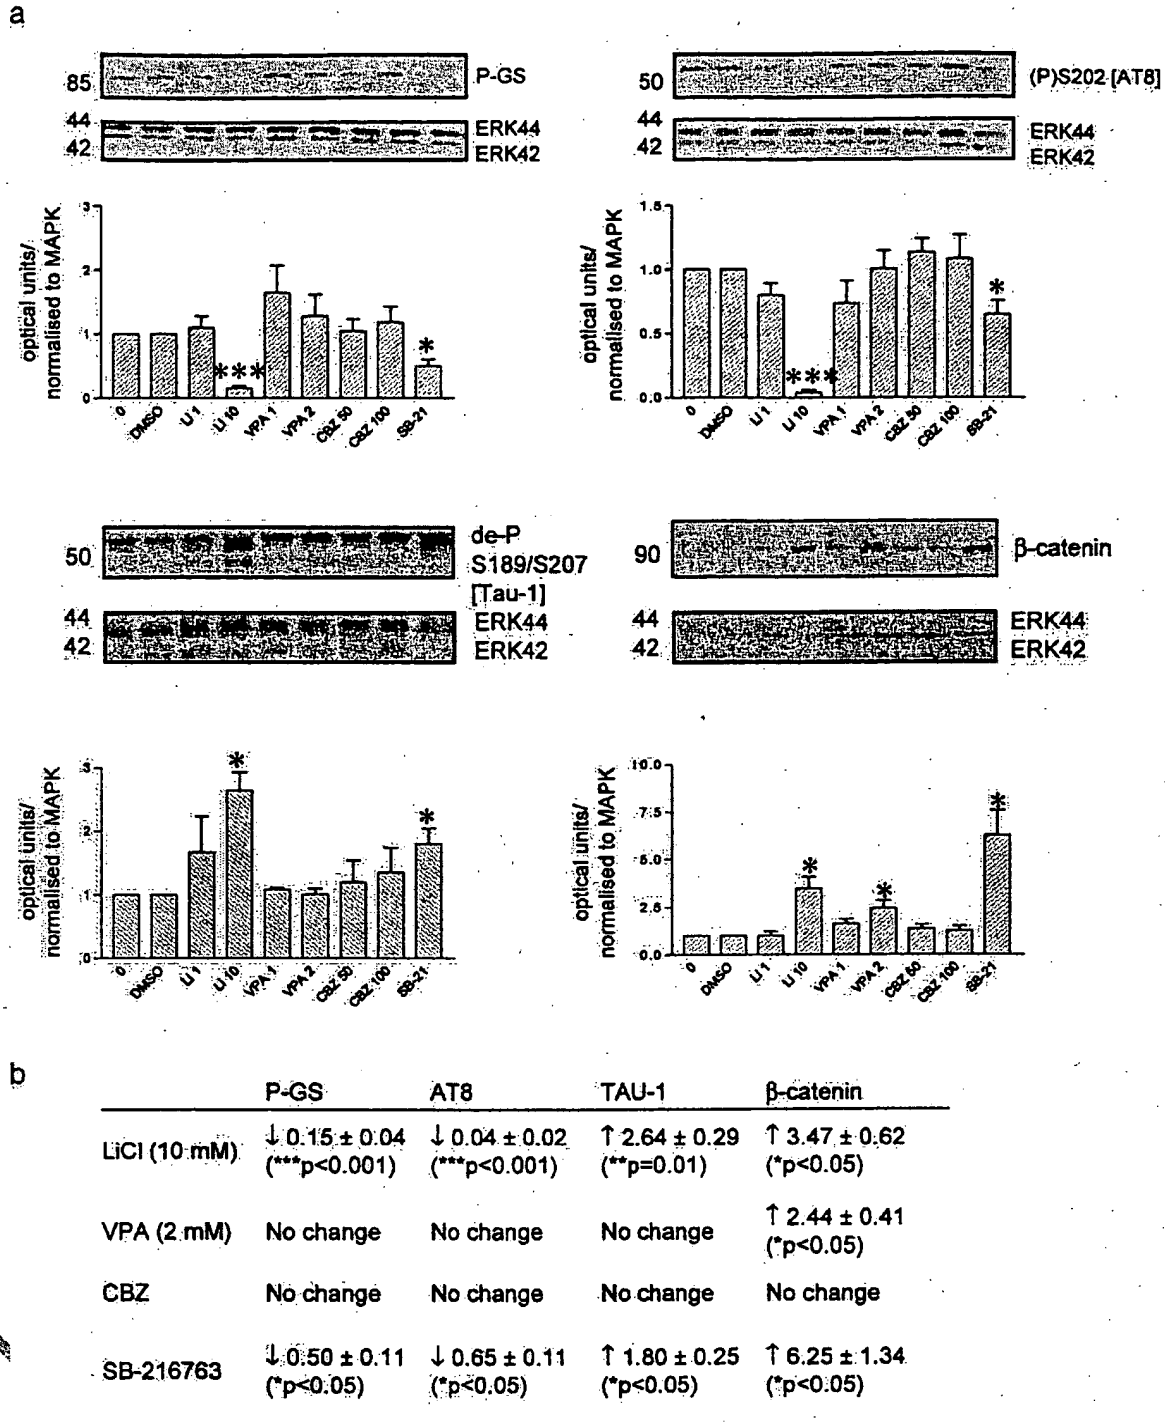 a
85
P-GS
44
42
ERK44
ERK42
50
(P)S202 [AT8]
44
42
ERK44
ERK42
optical units/
normalised to MAPK
3
2
1
0
***
*
0 DMSO Li 1 Li 10 VPA 1 VPA 2 CBZ 50 CBZ 100 SB-21
optical units/
normalised to MAPK
1.5
1.0
0.5
0.0
***
*
0 DMSO Li 1 Li 10 VPA 1 VPA 2 CBZ 50 CBZ 100 SB-21
50
de-P
S189/S207
[Tau-1]
44
42
ERK44
ERK42
90
β-catenin
44
42
ERK44
ERK42
optical units/
normalised to MAPK
3
2
1
0
*
*
0 DMSO Li 1 Li 10 VPA 1 VPA 2 CBZ 50 CBZ 100 SB-21
optical units/
normalised to MAPK
10.0
7.5
5.0
2.5
0.0
*
*
*
0 DMSO Li 1 Li 10 VPA 1 VPA 2 CBZ 50 CBZ 100 SB-21
b
P-GS AT8 TAU-1 β-catenin
LiCl (10 mM) ↓ 0.15 ± 0.04 ↓ 0.04 ± 0.02 ↑ 2.64 ± 0.29 ↑ 3.47 ± 0.62
(***p<0.001) (***p<0.001) (**p=0.01) (*p<0.05)
VPA (2 mM) No change No change No change ↑ 2.44 ± 0.41
(*p<0.05)
CBZ No change No change No change No change
SB-216763 ↓ 0.50 ± 0.11 ↓ 0.65 ± 0.11 ↑ 1.80 ± 0.25 ↑ 6.25 ± 1.34
(*p<0.05) (*p<0.05) (*p<0.05) (*p<0.05)